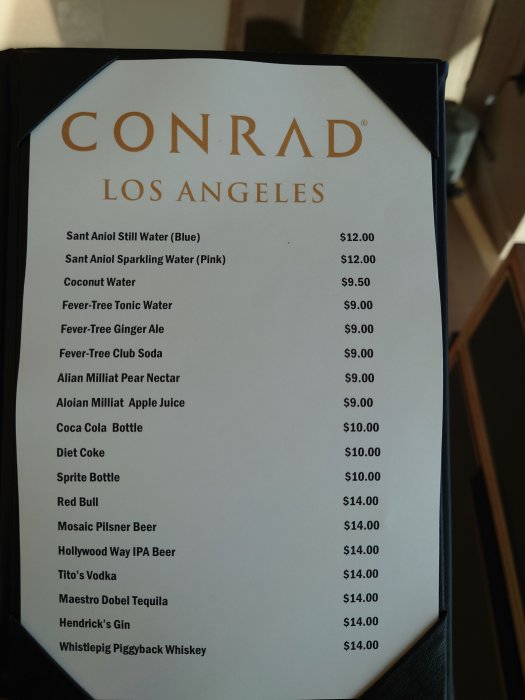 CONRAD®
LOS ANGELES
Sant Aniol Still Water (Blue) $12.00
Sant Aniol Sparkling Water (Pink) $12.00
Coconut Water $9.50
Fever-Tree Tonic Water $9.00
Fever-Tree Ginger Ale $9.00
Fever-Tree Club Soda $9.00
Alian Milliat Pear Nectar $9.00
Aloian Milliat Apple Juice $9.00
Coca Cola Bottle $10.00
Diet Coke $10.00
Sprite Bottle $10.00
Red Bull $14.00
Mosaic Pilsner Beer $14.00
Hollywood Way IPA Beer $14.00
Tito's Vodka $14.00
Maestro Dobel Tequila $14.00
Hendrick's Gin $14.00
Whistlepig Piggyback Whiskey $14.00